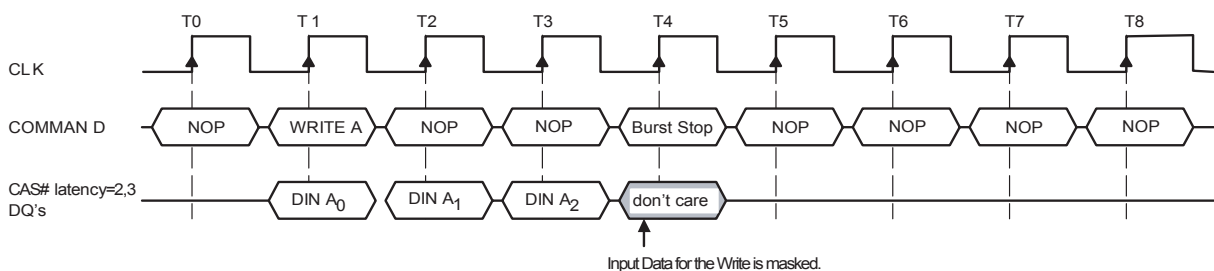 T0 T 1 T2 T3 T4 T5 T6 T7 T8
CLK
COMMAN D NOP WRITE A NOP NOP Burst Stop NOP NOP NOP NOP
CAS# latency=2,3
DQ's DIN A0 DIN A1 DIN A2 don't care
Input Data for the Write is masked.